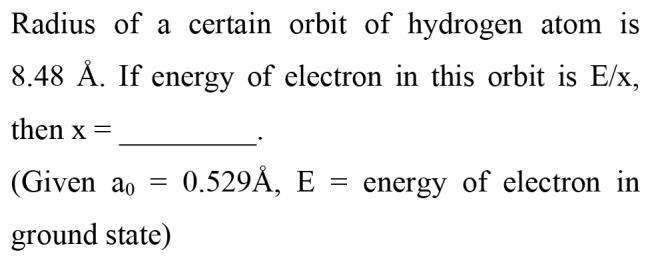 Radius of a certain orbit of hydrogen atom is
8.48 Å. If energy of electron in this orbit is E/x,
then x = __________.
(Given a₀ = 0.529Å, E = energy of electron in
ground state)